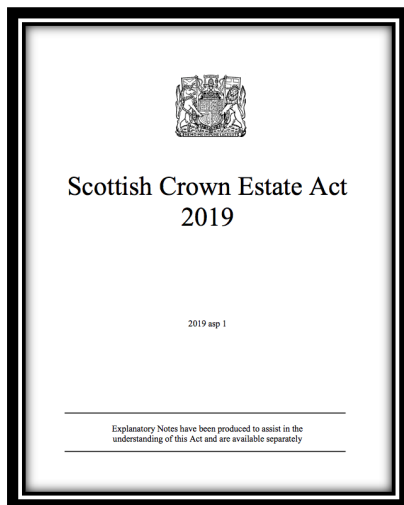 Scottish Crown Estate Act
2019
2019 asp 1
Explanatory Notes have been produced to assist in the
understanding of this Act and are available separately